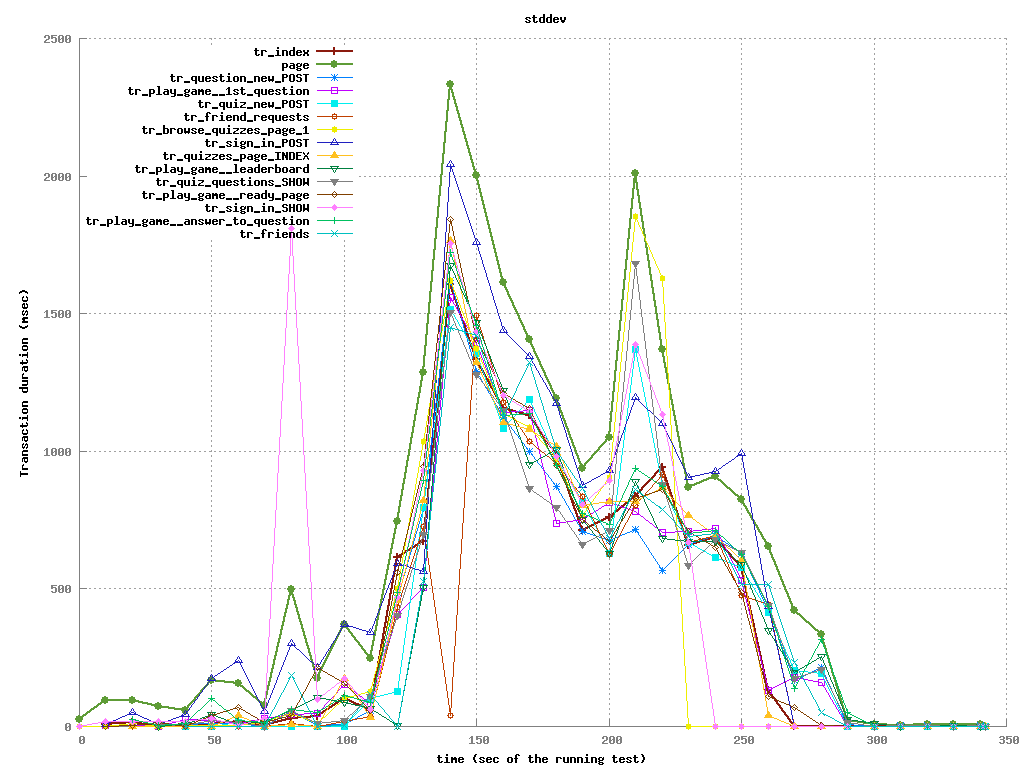 stddev
2500
2000
1500
1000
500
0
Transaction duration (msec)
tr_index
page
tr_question_new_POST
tr_play_game__1st_question
tr_quiz_new_POST
tr_friend_requests
tr_browse_quizzes_page_1
tr_sign_in_POST
tr_quizzes_page_INDEX
tr_play_game__leaderboard
tr_quiz_questions_SHOW
tr_play_game__ready_page
tr_sign_in_SHOW
tr_play_game__answer_to_question
tr_friends
0 50 100 150 200 250 300 350
time (sec of the running test)